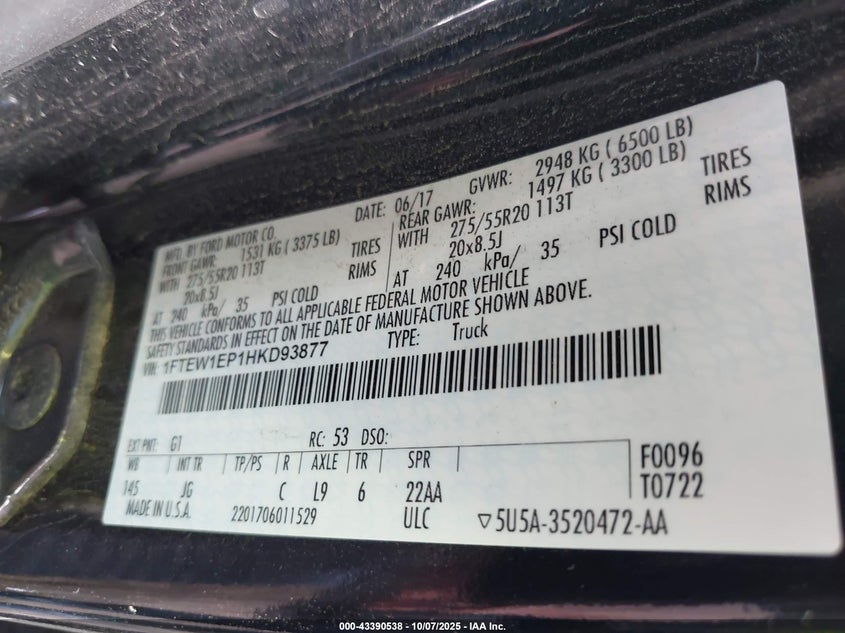 MFD. BY FORD MOTOR CO.
DATE: 06/17 GVWR: 2948 KG ( 6500 LB)
FRONT GAWR: 1531 KG ( 3375 LB) REAR GAWR: 1497 KG ( 3300 LB)
WITH 275/55R20 113T TIRES WITH 275/55R20 113T TIRES
20x8.5J RIMS 20x8.5J RIMS
AT 240 kPa/ 35 PSI COLD AT 240 kPa/ 35 PSI COLD
THIS VEHICLE CONFORMS TO ALL APPLICABLE FEDERAL MOTOR VEHICLE
SAFETY STANDARDS IN EFFECT ON THE DATE OF MANUFACTURE SHOWN ABOVE.
VIN: 1FTEW1EP1HKD93877 TYPE: Truck
EXT PNT: G1 RC: 53 DSO:
WB INT TR TP/PS R AXLE TR SPR F0096
145 JG C L9 6 22AA T0722
MADE IN U.S.A. 2201706011529 ULC ▽5U5A-3520472-AA
000-43390538 - 10/07/2025 - IAA Inc.